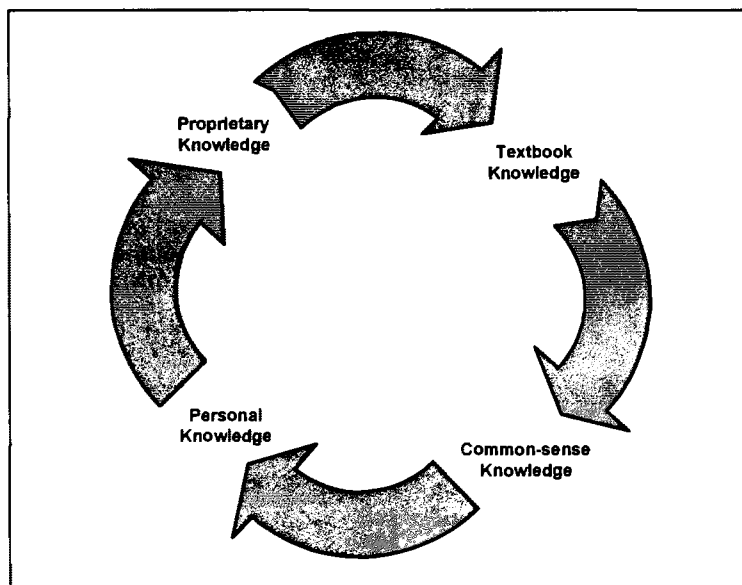 Proprietary
Knowledge
Textbook
Knowledge
Common-sense
Knowledge
Personal
Knowledge